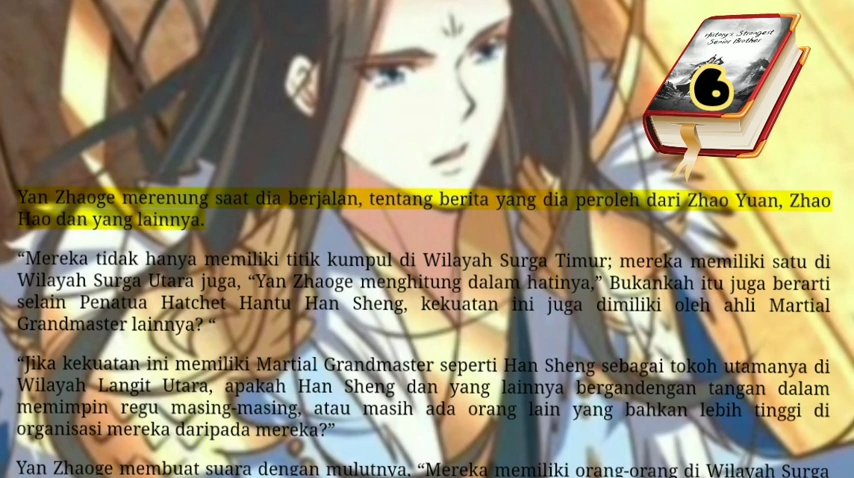 History's Strongest
Senior Brother
6
Yan Zhaoge merenung saat dia berjalan, tentang berita yang dia peroleh dari Zhao Yuan, Zhao
Hao dan yang lainnya.
“Mereka tidak hanya memiliki titik kumpul di Wilayah Surga Timur; mereka memiliki satu di
Wilayah Surga Utara juga, “Yan Zhaoge menghitung dalam hatinya,” Bukankah itu juga berarti
selain Penatua Hatchet Hantu Han Sheng, kekuatan ini juga dimiliki oleh ahli Martial
Grandmaster lainnya? “
“Jika kekuatan ini memiliki Martial Grandmaster seperti Han Sheng sebagai tokoh utamanya di
Wilayah Langit Utara, apakah Han Sheng dan yang lainnya bergandengan tangan dalam
memimpin regu masing-masing, atau masih ada orang lain yang bahkan lebih tinggi di
organisasi mereka daripada mereka?”
Yan Zhaoge membuat suara dengan mulutnya, “Mereka memiliki orang-orang di Wilayah Surga